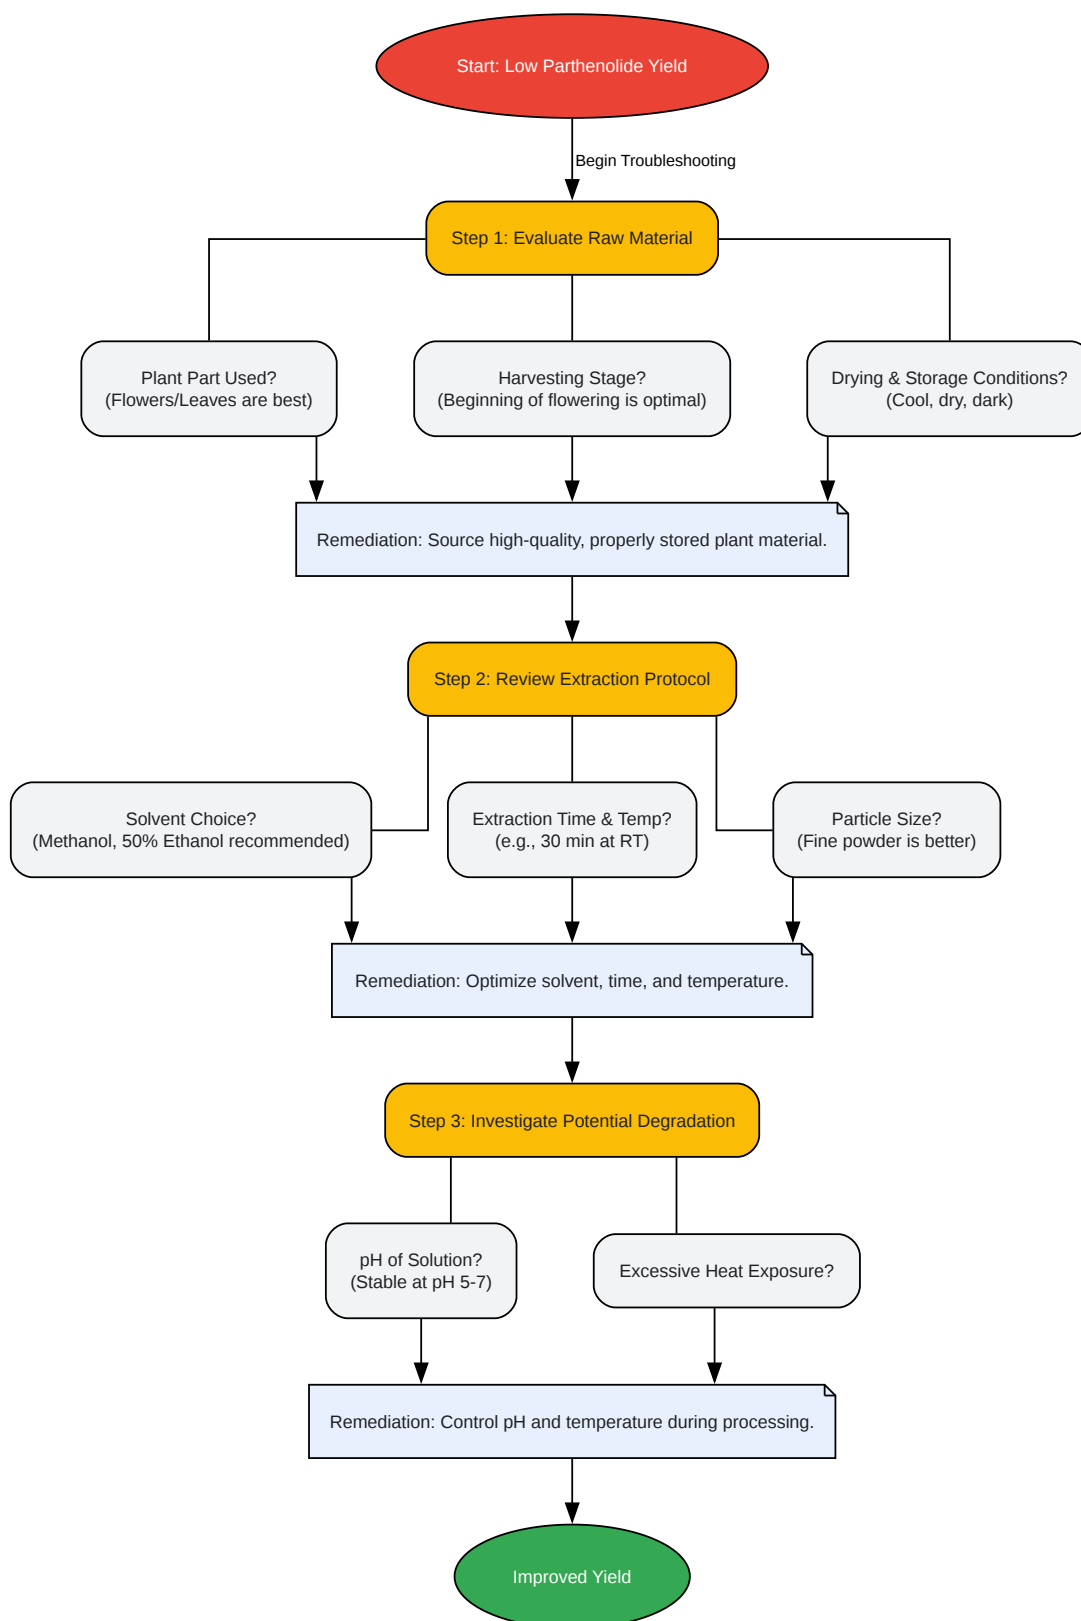 Start: Low Parthenolide Yield
Begin Troubleshooting
Step 1: Evaluate Raw Material
Plant Part Used?
(Flowers/Leaves are best)
Harvesting Stage?
(Beginning of flowering is optimal)
Drying & Storage Conditions?
(Cool, dry, dark)
Remediation: Source high-quality, properly stored plant material.
Step 2: Review Extraction Protocol
Solvent Choice?
(Methanol, 50% Ethanol recommended)
Extraction Time & Temp?
(e.g., 30 min at RT)
Particle Size?
(Fine powder is better)
Remediation: Optimize solvent, time, and temperature.
Step 3: Investigate Potential Degradation
pH of Solution?
(Stable at pH 5-7)
Excessive Heat Exposure?
Remediation: Control pH and temperature during processing.
Improved Yield